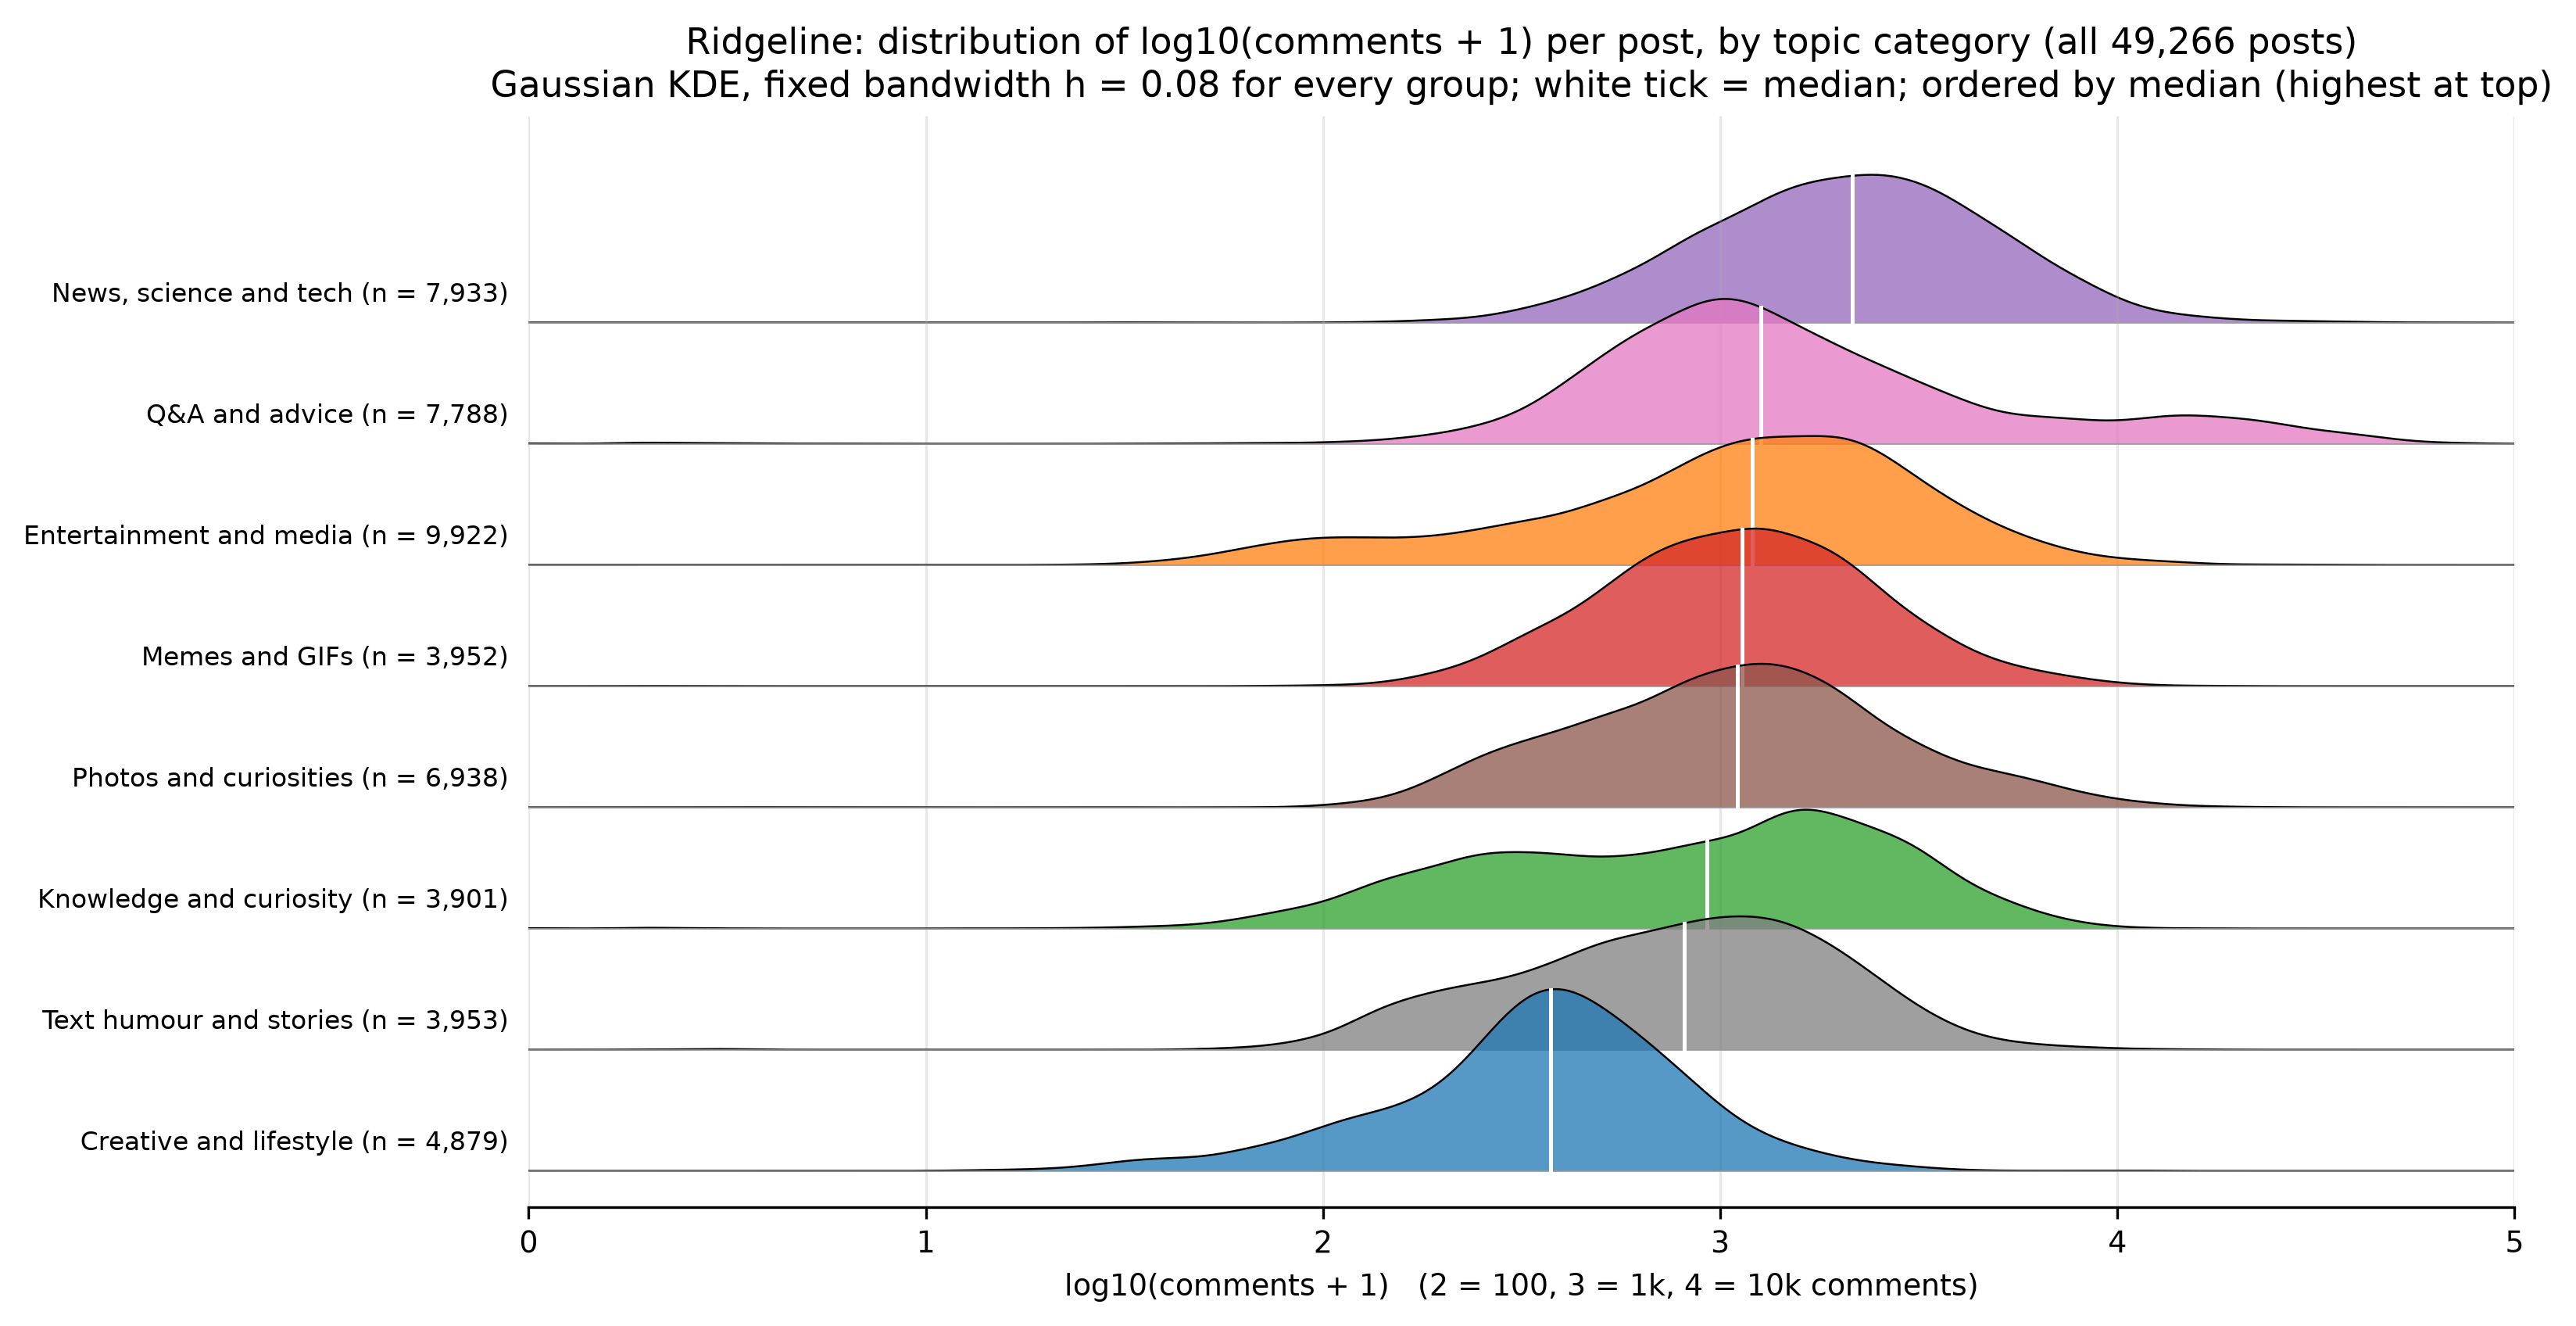 Ridgeline: distribution of log10(comments + 1) per post, by topic category (all 49,266 posts)
Gaussian KDE, fixed bandwidth h = 0.08 for every group; white tick = median; ordered by median (highest at top)
News, science and tech (n = 7,933)
Q&A and advice (n = 7,788)
Entertainment and media (n = 9,922)
Memes and GIFs (n = 3,952)
Photos and curiosities (n = 6,938)
Knowledge and curiosity (n = 3,901)
Text humour and stories (n = 3,953)
Creative and lifestyle (n = 4,879)
0 1 2 3 4 5
log10(comments + 1) (2 = 100, 3 = 1k, 4 = 10k comments)